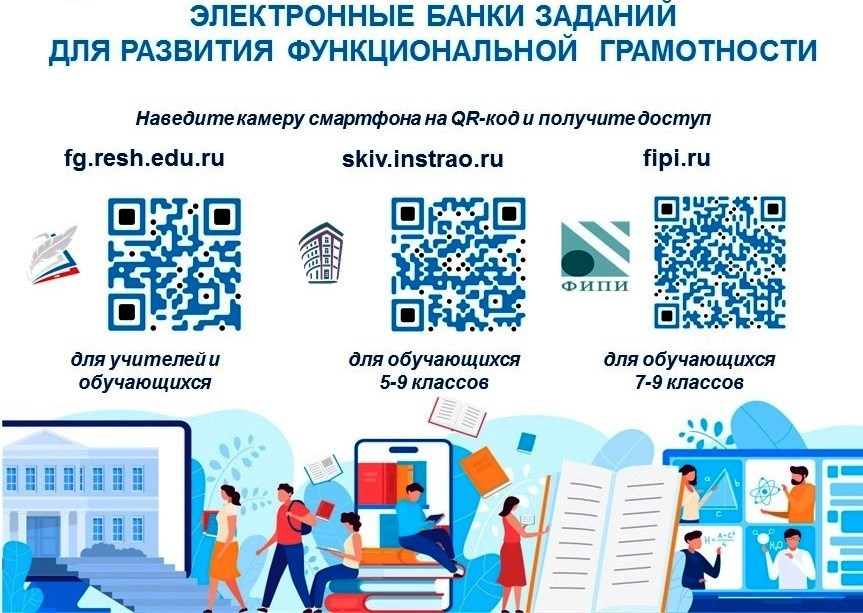 ЭЛЕКТРОННЫЕ БАНКИ ЗАДАНИЙ
ДЛЯ РАЗВИТИЯ ФУНКЦИОНАЛЬНОЙ ГРАМОТНОСТИ
Наведите камеру смартфона на QR-код и получите доступ
fg.resh.edu.ru
skiv.instrao.ru
fipi.ru
ФИПИ
для учителей и
обучающихся
для обучающихся
5-9 классов
для обучающихся
7-9 классов
a
b
c